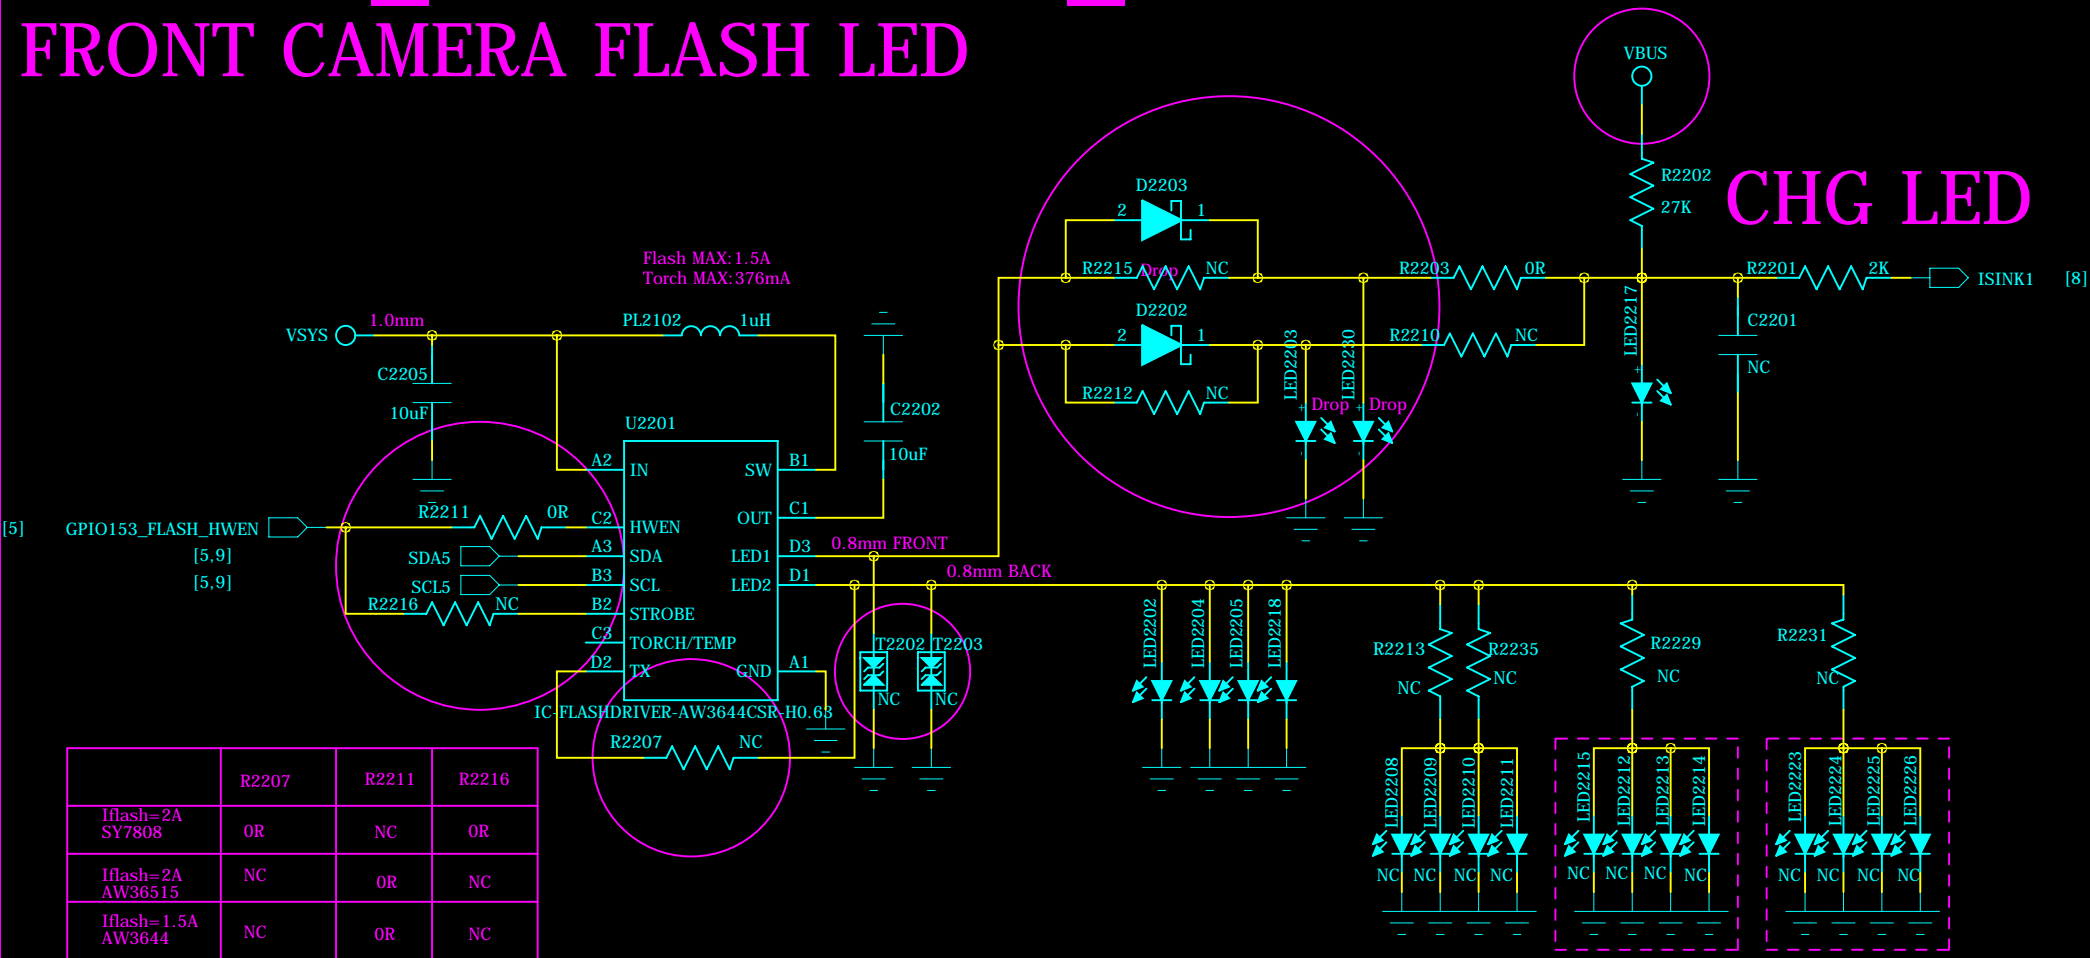 FRONT CAMERA FLASH LED
VBUS
R2202
27K
CHG LED
D2203
2
1
Flash MAX:1.5A
Torch MAX:376mA
R2215
Drop
NC
R2203
0R
R2201
2K
ISINK1
[8]
1.0mm
VSYS
PL2102
1uH
D2202
2
1
LED2203
LED2230
R2210
NC
LED2217
+
-
C2201
NC
C2205
10uF
R2212
NC
+
Drop
+
Drop
-
-
C2202
10uF
U2201
A2
IN
SW
B1
[5]
GPIO153_FLASH_HWEN
R2211
0R
C2
HWEN
OUT
C1
[5,9]
SDA5
A3
SDA
LED1
D3
0.8mm FRONT
[5,9]
SCL5
B3
SCL
LED2
D1
0.8mm BACK
R2216
NC
B2
STROBE
C3
TORCH/TEMP
D2
TX
GND
A1
T2202
T2203
NC
NC
IC-FLASHDRIVER-AW3644CSR-H0.63
R2207
NC
LED2202
LED2204
LED2205
LED2218
R2213
NC
R2235
NC
R2229
NC
R2231
NC
LED2208
LED2209
LED2210
LED2211
LED2215
LED2212
LED2213
LED2214
LED2223
LED2224
LED2225
LED2226
NC
NC
NC
NC
NC
NC
NC
NC
NC
NC
NC
NC
R2207 R2211 R2216
Iflash=2A
SY7808
0R NC 0R
Iflash=2A
AW36515
NC 0R NC
Iflash=1.5A
AW3644
NC 0R NC